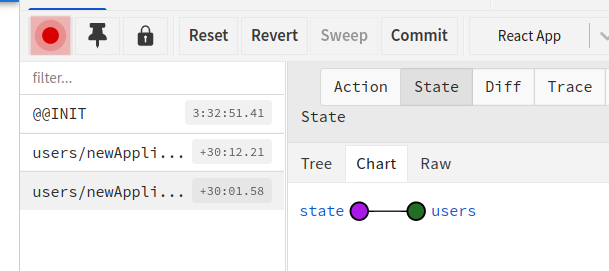 Reset Revert Sweep Commit React App
filter...
@@INIT 3:32:51.41
users/newAppli... +30:12.21
users/newAppli... +30:01.58
Action State Diff Trace
State
Tree Chart Raw
state users